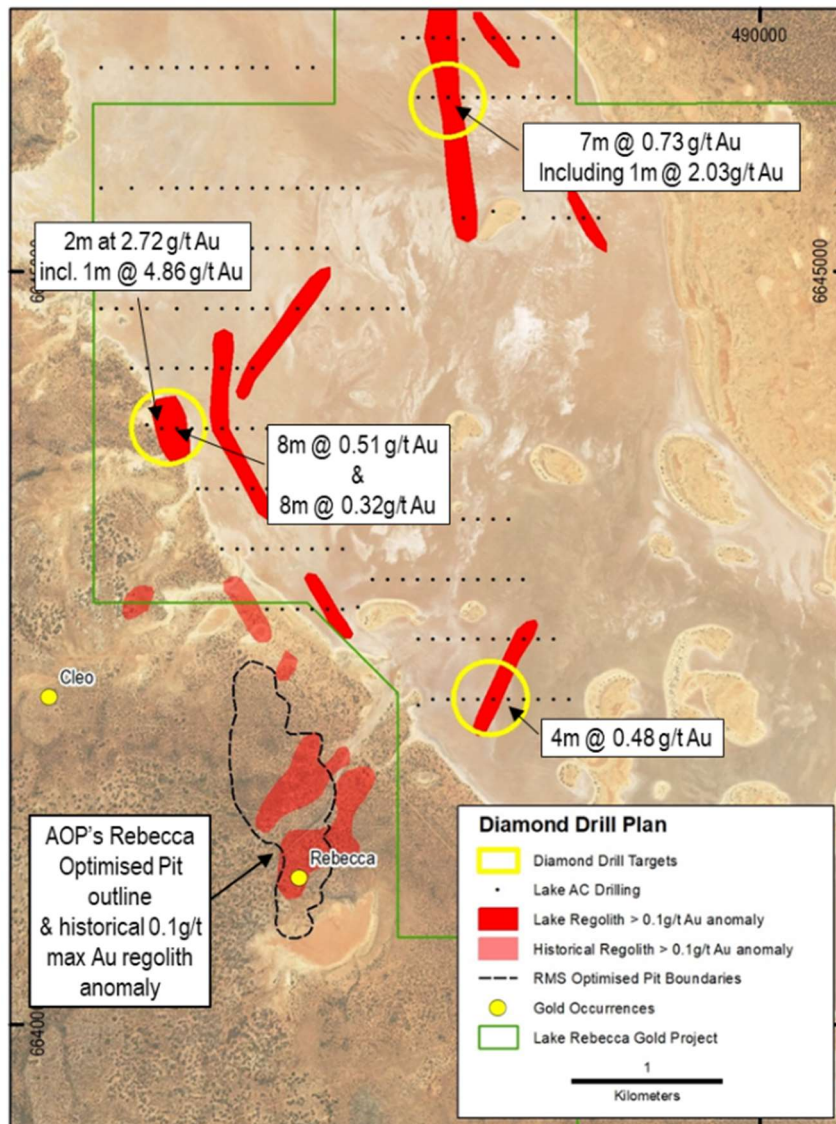 490000
7m @ 0.73 g/t Au
Including 1m @ 2.03g/t Au
2m at 2.72 g/t Au
incl. 1m @ 4.86 g/t Au
6645000
6645000
8m @ 0.51 g/t Au
&
8m @ 0.32g/t Au
Cleo
4m @ 0.48 g/t Au
AOP's Rebecca
Optimised Pit
outline
& historical 0.1g/t
max Au regolith
anomaly
Rebecca
6640000
Diamond Drill Plan
Diamond Drill Targets
Lake AC Drilling
Lake Regolith > 0.1g/t Au anomaly
Historical Regolith > 0.1g/t Au anomaly
RMS Optimised Pit Boundaries
Gold Occurrences
Lake Rebecca Gold Project
1
Kilometers